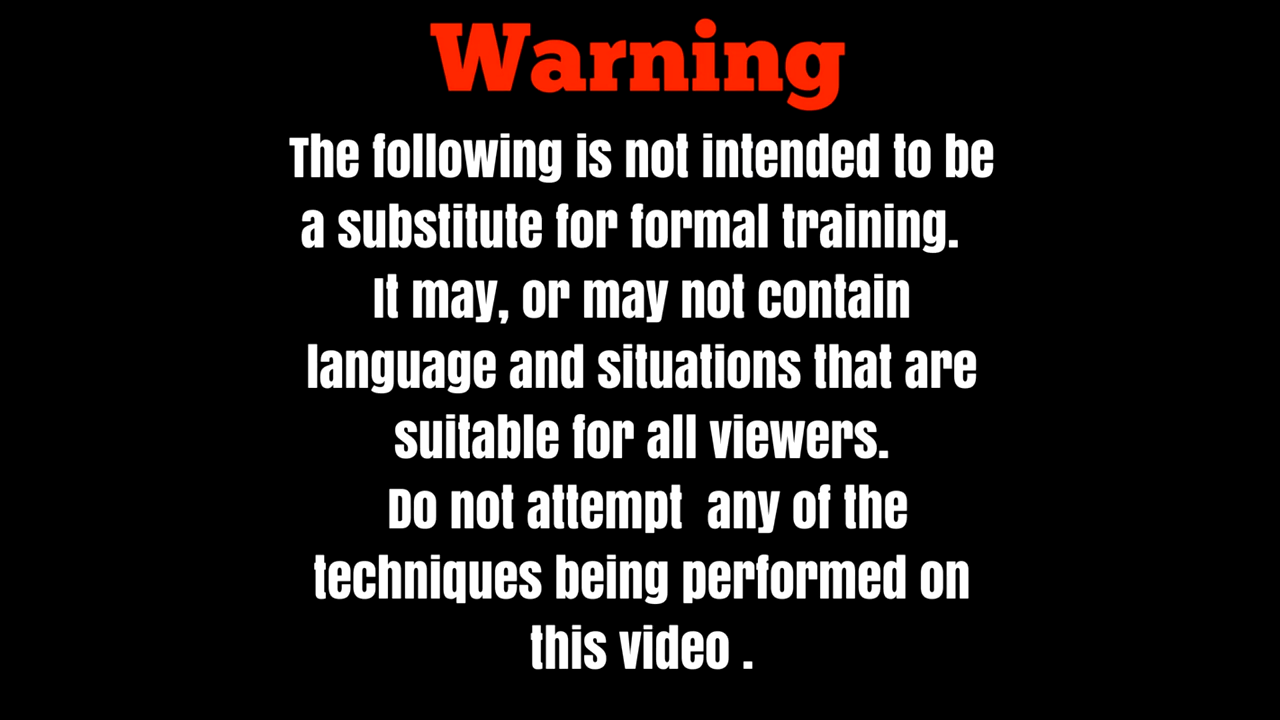 Warning
The following is not intended to be
a substitute for formal training.
It may, or may not contain
language and situations that are
suitable for all viewers.
Do not attempt  any of the
techniques being performed on
this video .